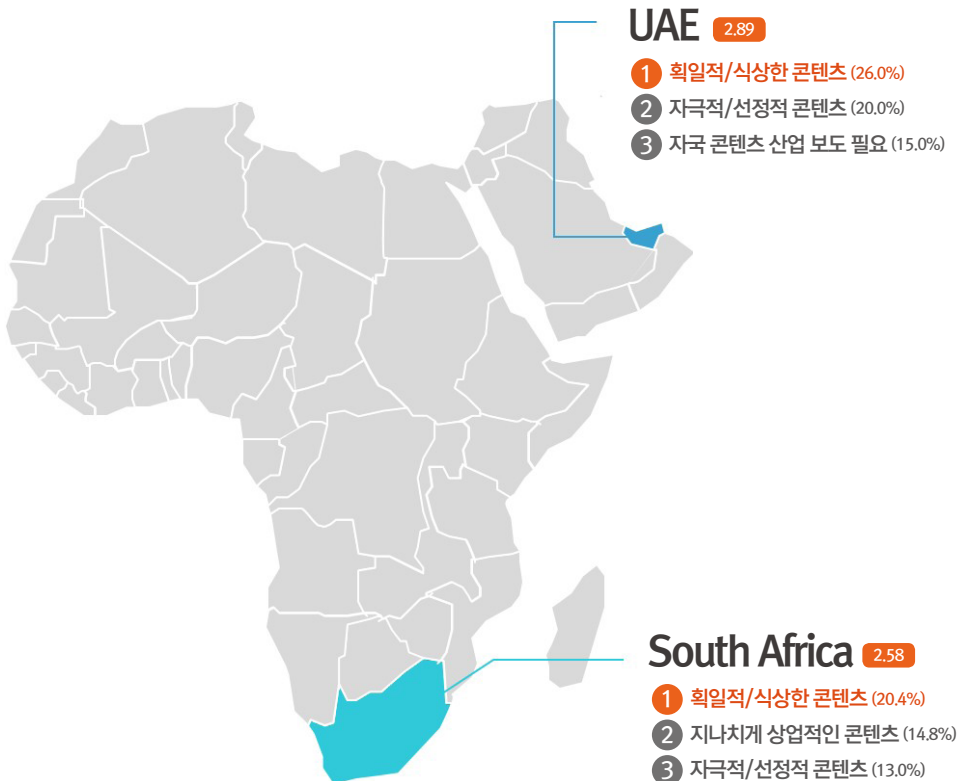 UAE 2.89
1 획일적/식상한 콘텐츠 (26.0%)
2 자극적/선정적 콘텐츠 (20.0%)
3 자국 콘텐츠 산업 보도 필요 (15.0%)
South Africa 2.58
1 획일적/식상한 콘텐츠 (20.4%)
2 지나치게 상업적인 콘텐츠 (14.8%)
3 자극적/선정적 콘텐츠 (13.0%)